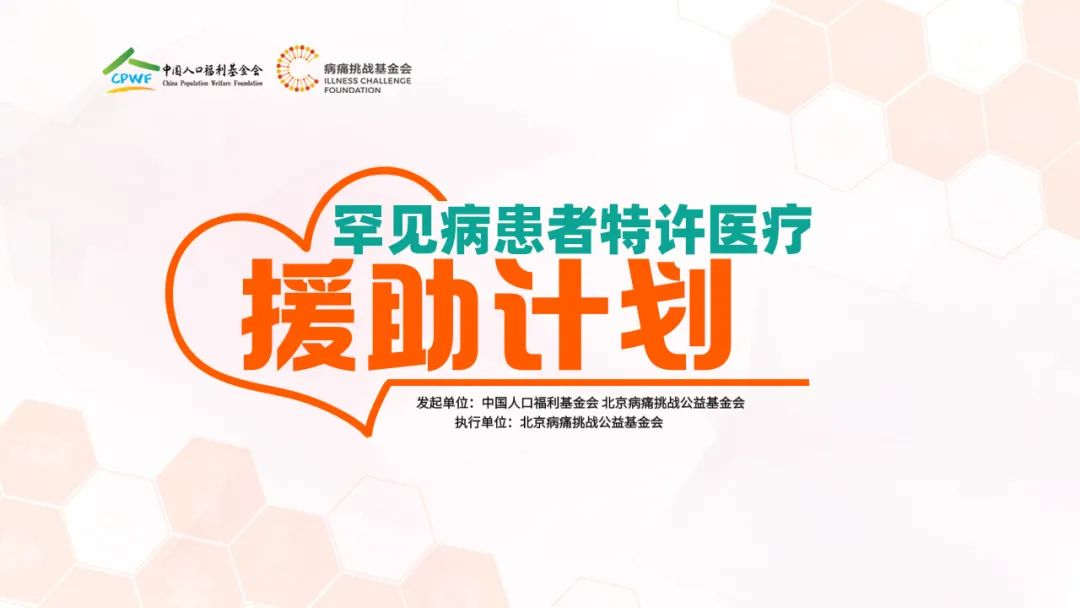 CPWF
中国人口福利基金会
China Population Welfare Foundation
病痛挑战基金会
ILLNESS CHALLENGE
FOUNDATION
罕见病患者特许医疗
援助计划
发起单位：中国人口福利基金会 北京病痛挑战公益基金会
执行单位：北京病痛挑战公益基金会